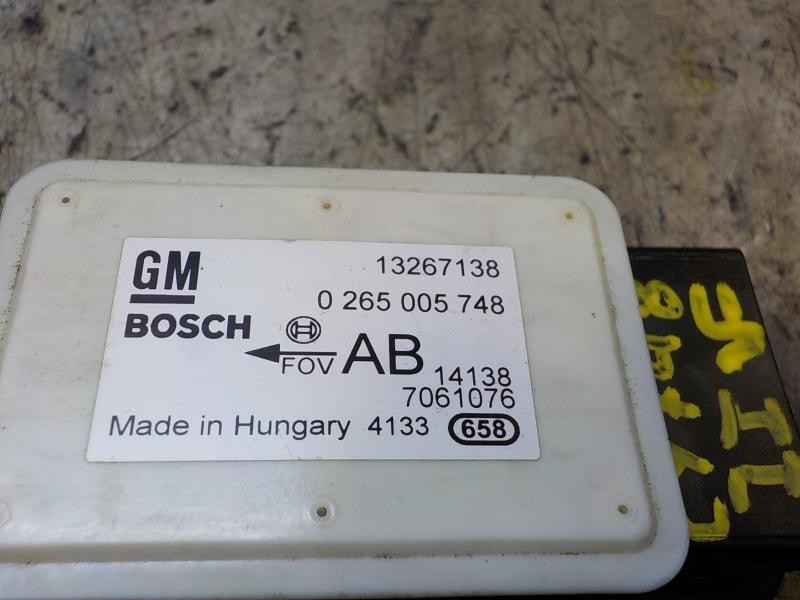 GM
13267138
0 265 005 748
BOSCH
AB
FOV
14138
7061076
Made in Hungary 4133 658